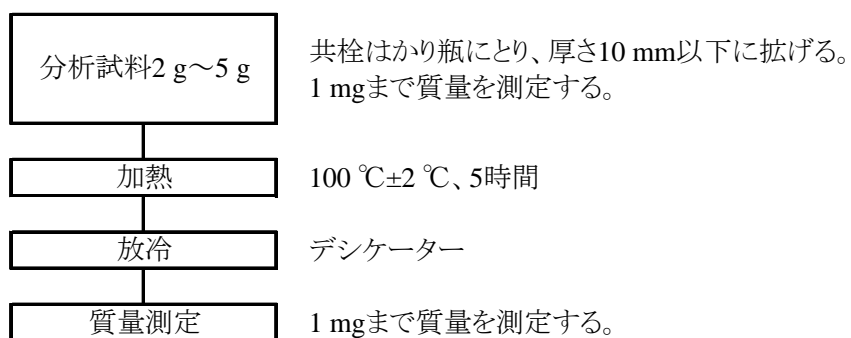 分析試料2 g～5 g
共栓はかり瓶にとり、厚さ10 mm以下に拡げる。
1 mgまで質量を測定する。
加熱
100 ℃±2 ℃、5時間
放冷
デシケーター
質量測定
1 mgまで質量を測定する。